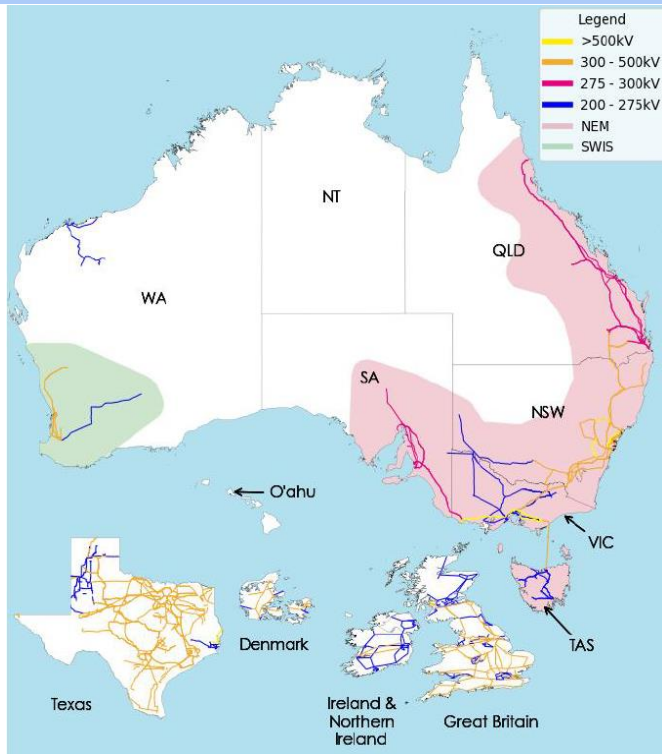 Legend
>500kV
300 - 500kV
275 - 300kV
200 - 275kV
NEM
SWIS
NT
QLD
WA
SA
NSW
O'ahu
VIC
TAS
Denmark
Texas
Ireland &
Northern
Ireland
Great Britain